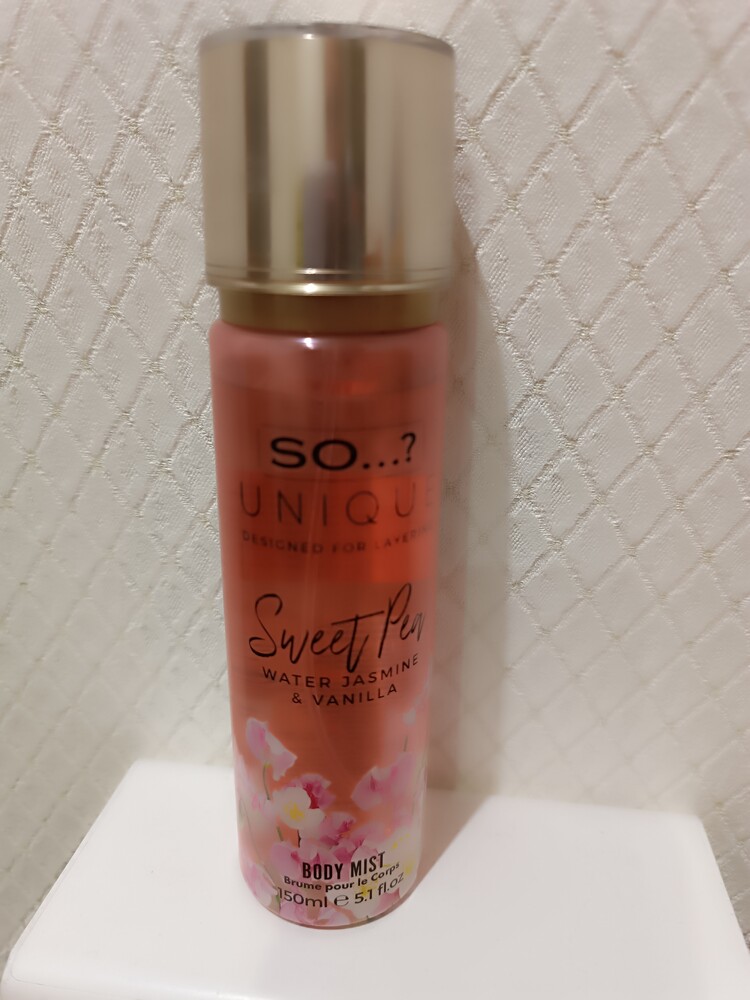 SO...?
UNIQUE
DESIGNED FOR LAYERING
Sweet Pea
WATER JASMINE
& VANILLA
BODY MIST
Brume pour le Corps
150ml ℮ 5.1 fl.oz